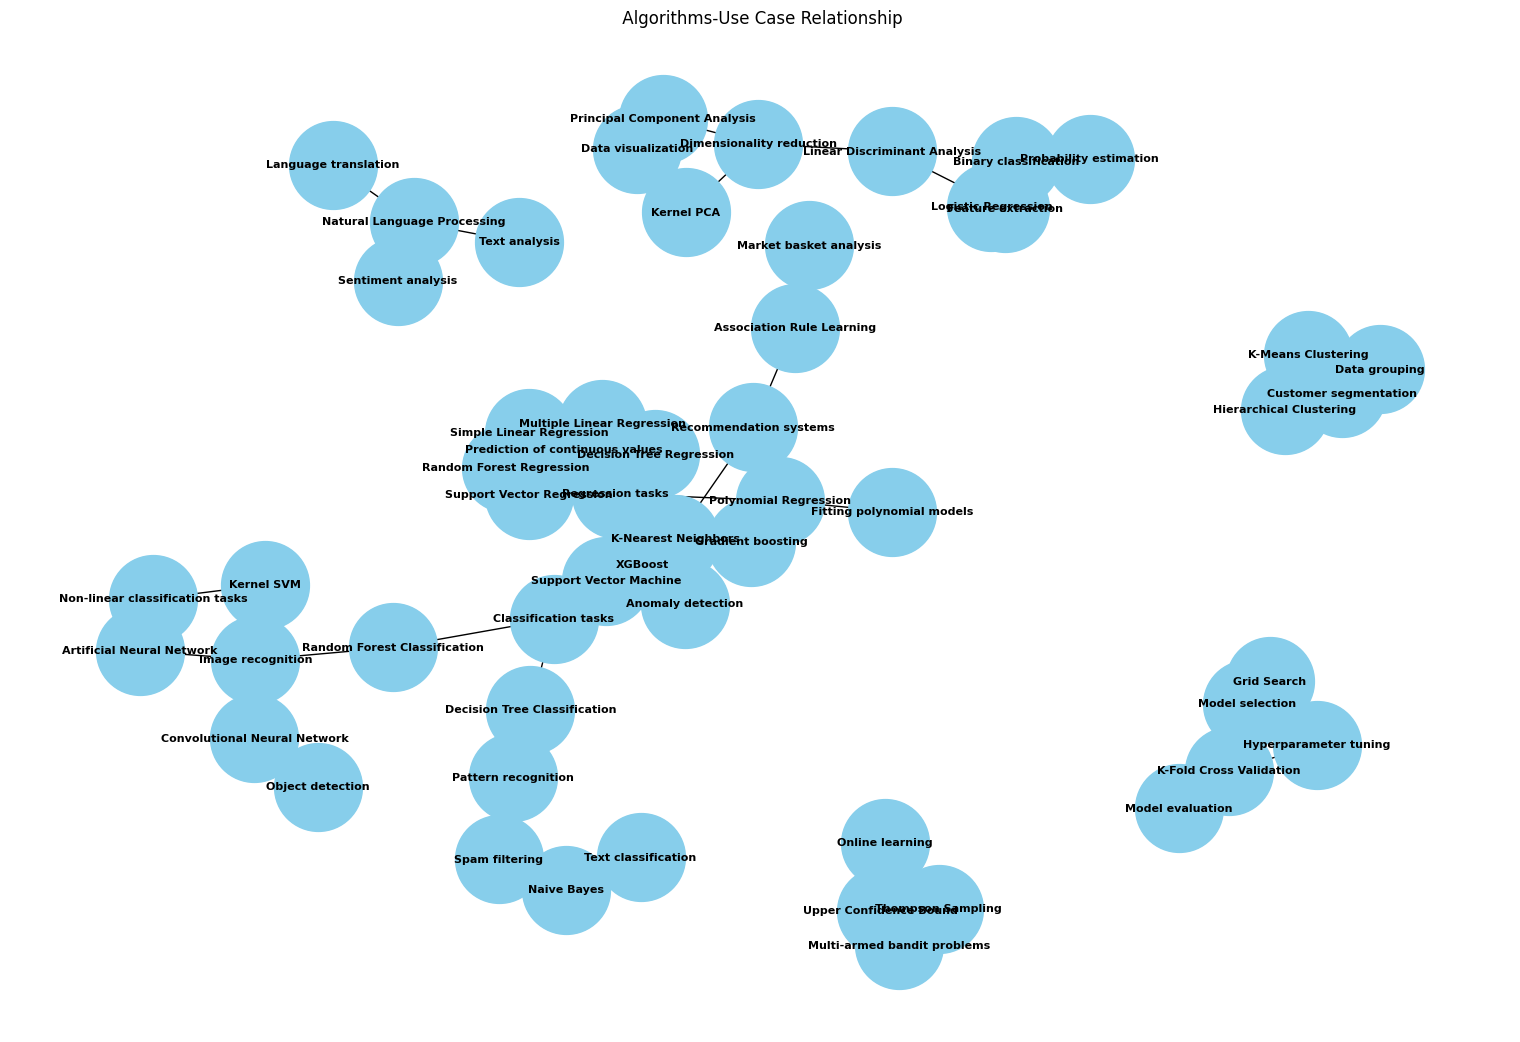 Algorithms-Use Case Relationship
Principal Component Analysis
Dimensionality reduction
Data visualization
Linear Discriminant Analysis
Binary classification
Probability estimation
Language translation
Logistic Regression
Feature extraction
Kernel PCA
Natural Language Processing
Text analysis
Market basket analysis
Sentiment analysis
Association Rule Learning
K-Means Clustering
Data grouping
Customer segmentation
Hierarchical Clustering
Multiple Linear Regression
Recommendation systems
Simple Linear Regression
Prediction of continuous values
Decision Tree Regression
Random Forest Regression
Support Vector Regression
Regression tasks
Polynomial Regression
Fitting polynomial models
K-Nearest Neighbors
Gradient boosting
XGBoost
Support Vector Machine
Kernel SVM
Non-linear classification tasks
Anomaly detection
Classification tasks
Random Forest Classification
Artificial Neural Network
Image recognition
Grid Search
Model selection
Decision Tree Classification
Convolutional Neural Network
Hyperparameter tuning
K-Fold Cross Validation
Pattern recognition
Object detection
Model evaluation
Online learning
Spam filtering
Text classification
Naive Bayes
Upper Confidence Bound
Thompson Sampling
Multi-armed bandit problems